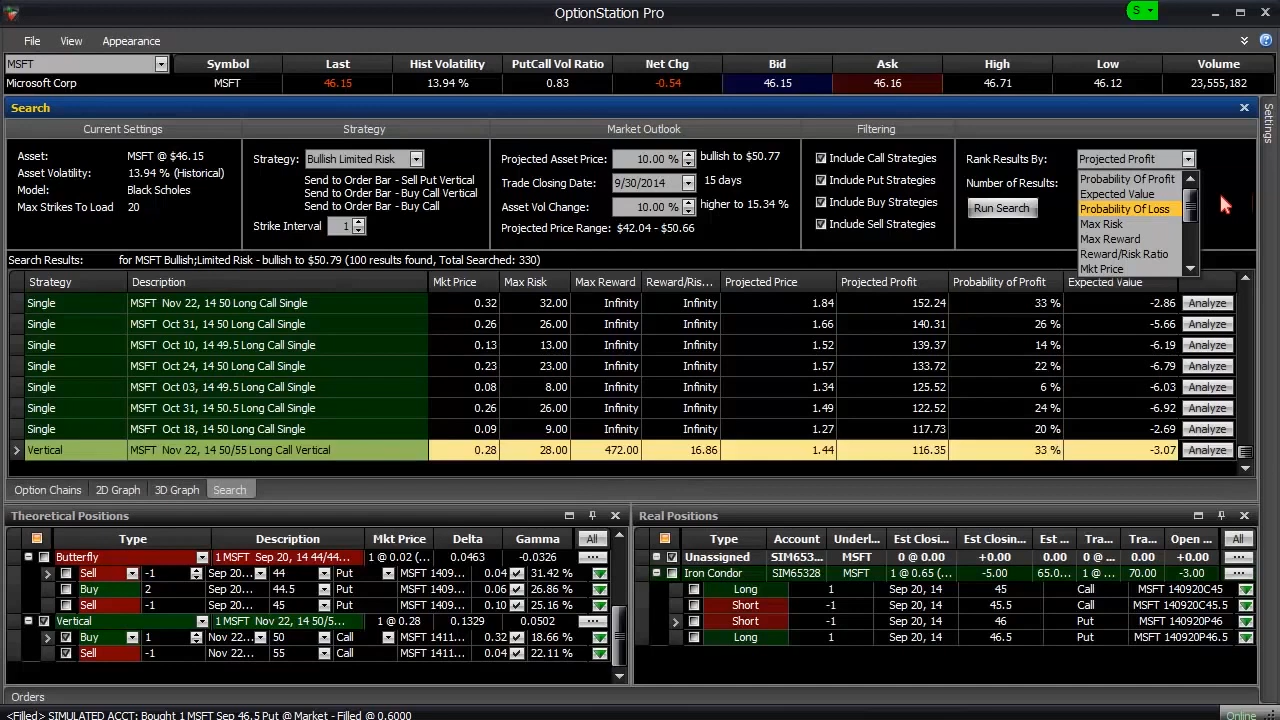 OptionStation Pro
S
File View Appearance
MSFT Symbol Last Hist Volatility PutCall Vol Ratio Net Chg Bid Ask High Low Volume
Microsoft Corp MSFT 46.15 13.94 % 0.83 -0.54 46.15 46.16 46.71 46.12 23,555,182
Search
Settings
Current Settings Strategy Market Outlook Filtering
Asset: MSFT @ $46.15
Asset Volatility: 13.94 % (Historical)
Model: Black Scholes
Max Strikes To Load 20
Strategy: Bullish Limited Risk
Send to Order Bar - Sell Put Vertical
Send to Order Bar - Buy Call Vertical
Send to Order Bar - Buy Call
Strike Interval 1
Projected Asset Price: 10.00 % bullish to $50.77
Trade Closing Date: 9/30/2014 15 days
Asset Vol Change: 10.00 % higher to 15.34 %
Projected Price Range: $42.04 - $50.66
Include Call Strategies
Include Put Strategies
Include Buy Strategies
Include Sell Strategies
Rank Results By: Projected Profit
Number of Results:
Run Search
Probability Of Profit
Expected Value
Probability Of Loss
Max Risk
Max Reward
Reward/Risk Ratio
Mkt Price
Search Results: for MSFT Bullish;Limited Risk - bullish to $50.79 (100 results found, Total Searched: 330)
Strategy Description Mkt Price Max Risk Max Reward Reward/Ris... Projected Price Projected Profit Probability of Profit Expected Value
Single MSFT Nov 22, 14 50 Long Call Single 0.32 32.00 Infinity Infinity 1.84 152.24 33 % -2.86 Analyze
Single MSFT Oct 31, 14 50 Long Call Single 0.26 26.00 Infinity Infinity 1.66 140.31 26 % -5.66 Analyze
Single MSFT Oct 10, 14 49.5 Long Call Single 0.13 13.00 Infinity Infinity 1.52 139.37 14 % -6.19 Analyze
Single MSFT Oct 24, 14 50 Long Call Single 0.23 23.00 Infinity Infinity 1.57 133.72 22 % -6.79 Analyze
Single MSFT Oct 03, 14 49.5 Long Call Single 0.08 8.00 Infinity Infinity 1.34 125.52 6 % -6.03 Analyze
Single MSFT Oct 31, 14 50.5 Long Call Single 0.26 26.00 Infinity Infinity 1.49 122.52 24 % -6.92 Analyze
Single MSFT Oct 18, 14 50 Long Call Single 0.09 9.00 Infinity Infinity 1.27 117.73 20 % -2.69 Analyze
Vertical MSFT Nov 22, 14 50/55 Long Call Vertical 0.28 28.00 472.00 16.86 1.44 116.35 33 % -3.07 Analyze
Option Chains 2D Graph 3D Graph Search
Theoretical Positions
Type Description Mkt Price Delta Gamma All
Butterfly 1 MSFT Sep 20, 14 44/44... 1 @ 0.02 (... 0.0463 -0.0326 ...
Sell -1 Sep 20... 44 Put MSFT 1409... 0.04 31.42 %
Buy 2 Sep 20... 44.5 Put MSFT 1409... 0.06 26.86 %
Sell -1 Sep 20... 45 Put MSFT 1409... 0.10 25.16 %
Vertical 1 MSFT Nov 22, 14 50/5... 1 @ 0.28 0.1329 0.0502 ...
Buy 1 Nov 22... 50 Call MSFT 1411... 0.32 18.66 %
Sell -1 Nov 22... 55 Call MSFT 1411... 0.04 22.11 %
Real Positions
Type Account Underl... Est Closi... Est Closin... Est ... Tra... Tra... Open ... All
Unassigned SIM653... MSFT 0 @ 0.00 +0.00 0.00 0 @ ... 0.00 +0.00 ...
Iron Condor SIM65328 MSFT 1 @ 0.65 (... -5.00 65.0... 1 @ ... 70.00 -3.00 ...
Long 1 Sep 20, 14 45 Call MSFT 140920C45
Short -1 Sep 20, 14 45.5 Call MSFT 140920C45.5
Short -1 Sep 20, 14 46 Put MSFT 140920P46
Long 1 Sep 20, 14 46.5 Put MSFT 140920P46.5
Orders
<Filled> SIMULATED ACCT: Bought 1 MSFT Sep 46.5 Put @ Market - Filled @ 0.6000
Online